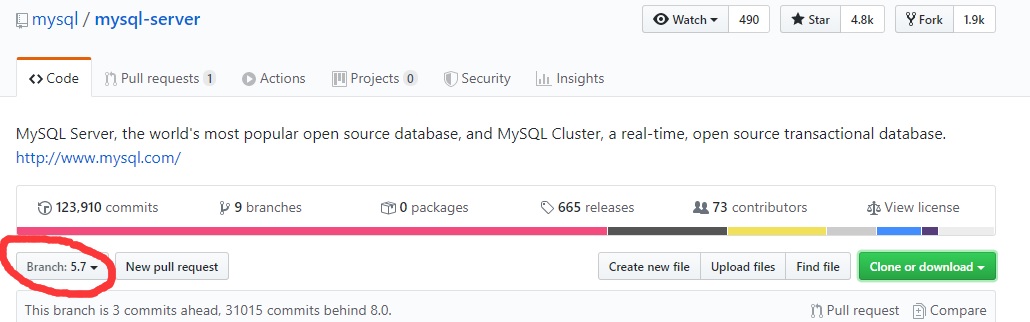 mysql / mysql-server
Watch 490 Star 4.8k Fork 1.9k
Code Pull requests 1 Actions Projects 0 Security Insights
MySQL Server, the world's most popular open source database, and MySQL Cluster, a real-time, open source transactional database.
http://www.mysql.com/
123,910 commits 9 branches 0 packages 665 releases 73 contributors View license
Branch: 5.7 New pull request Create new file Upload files Find file Clone or download
This branch is 3 commits ahead, 31015 commits behind 8.0. Pull request Compare